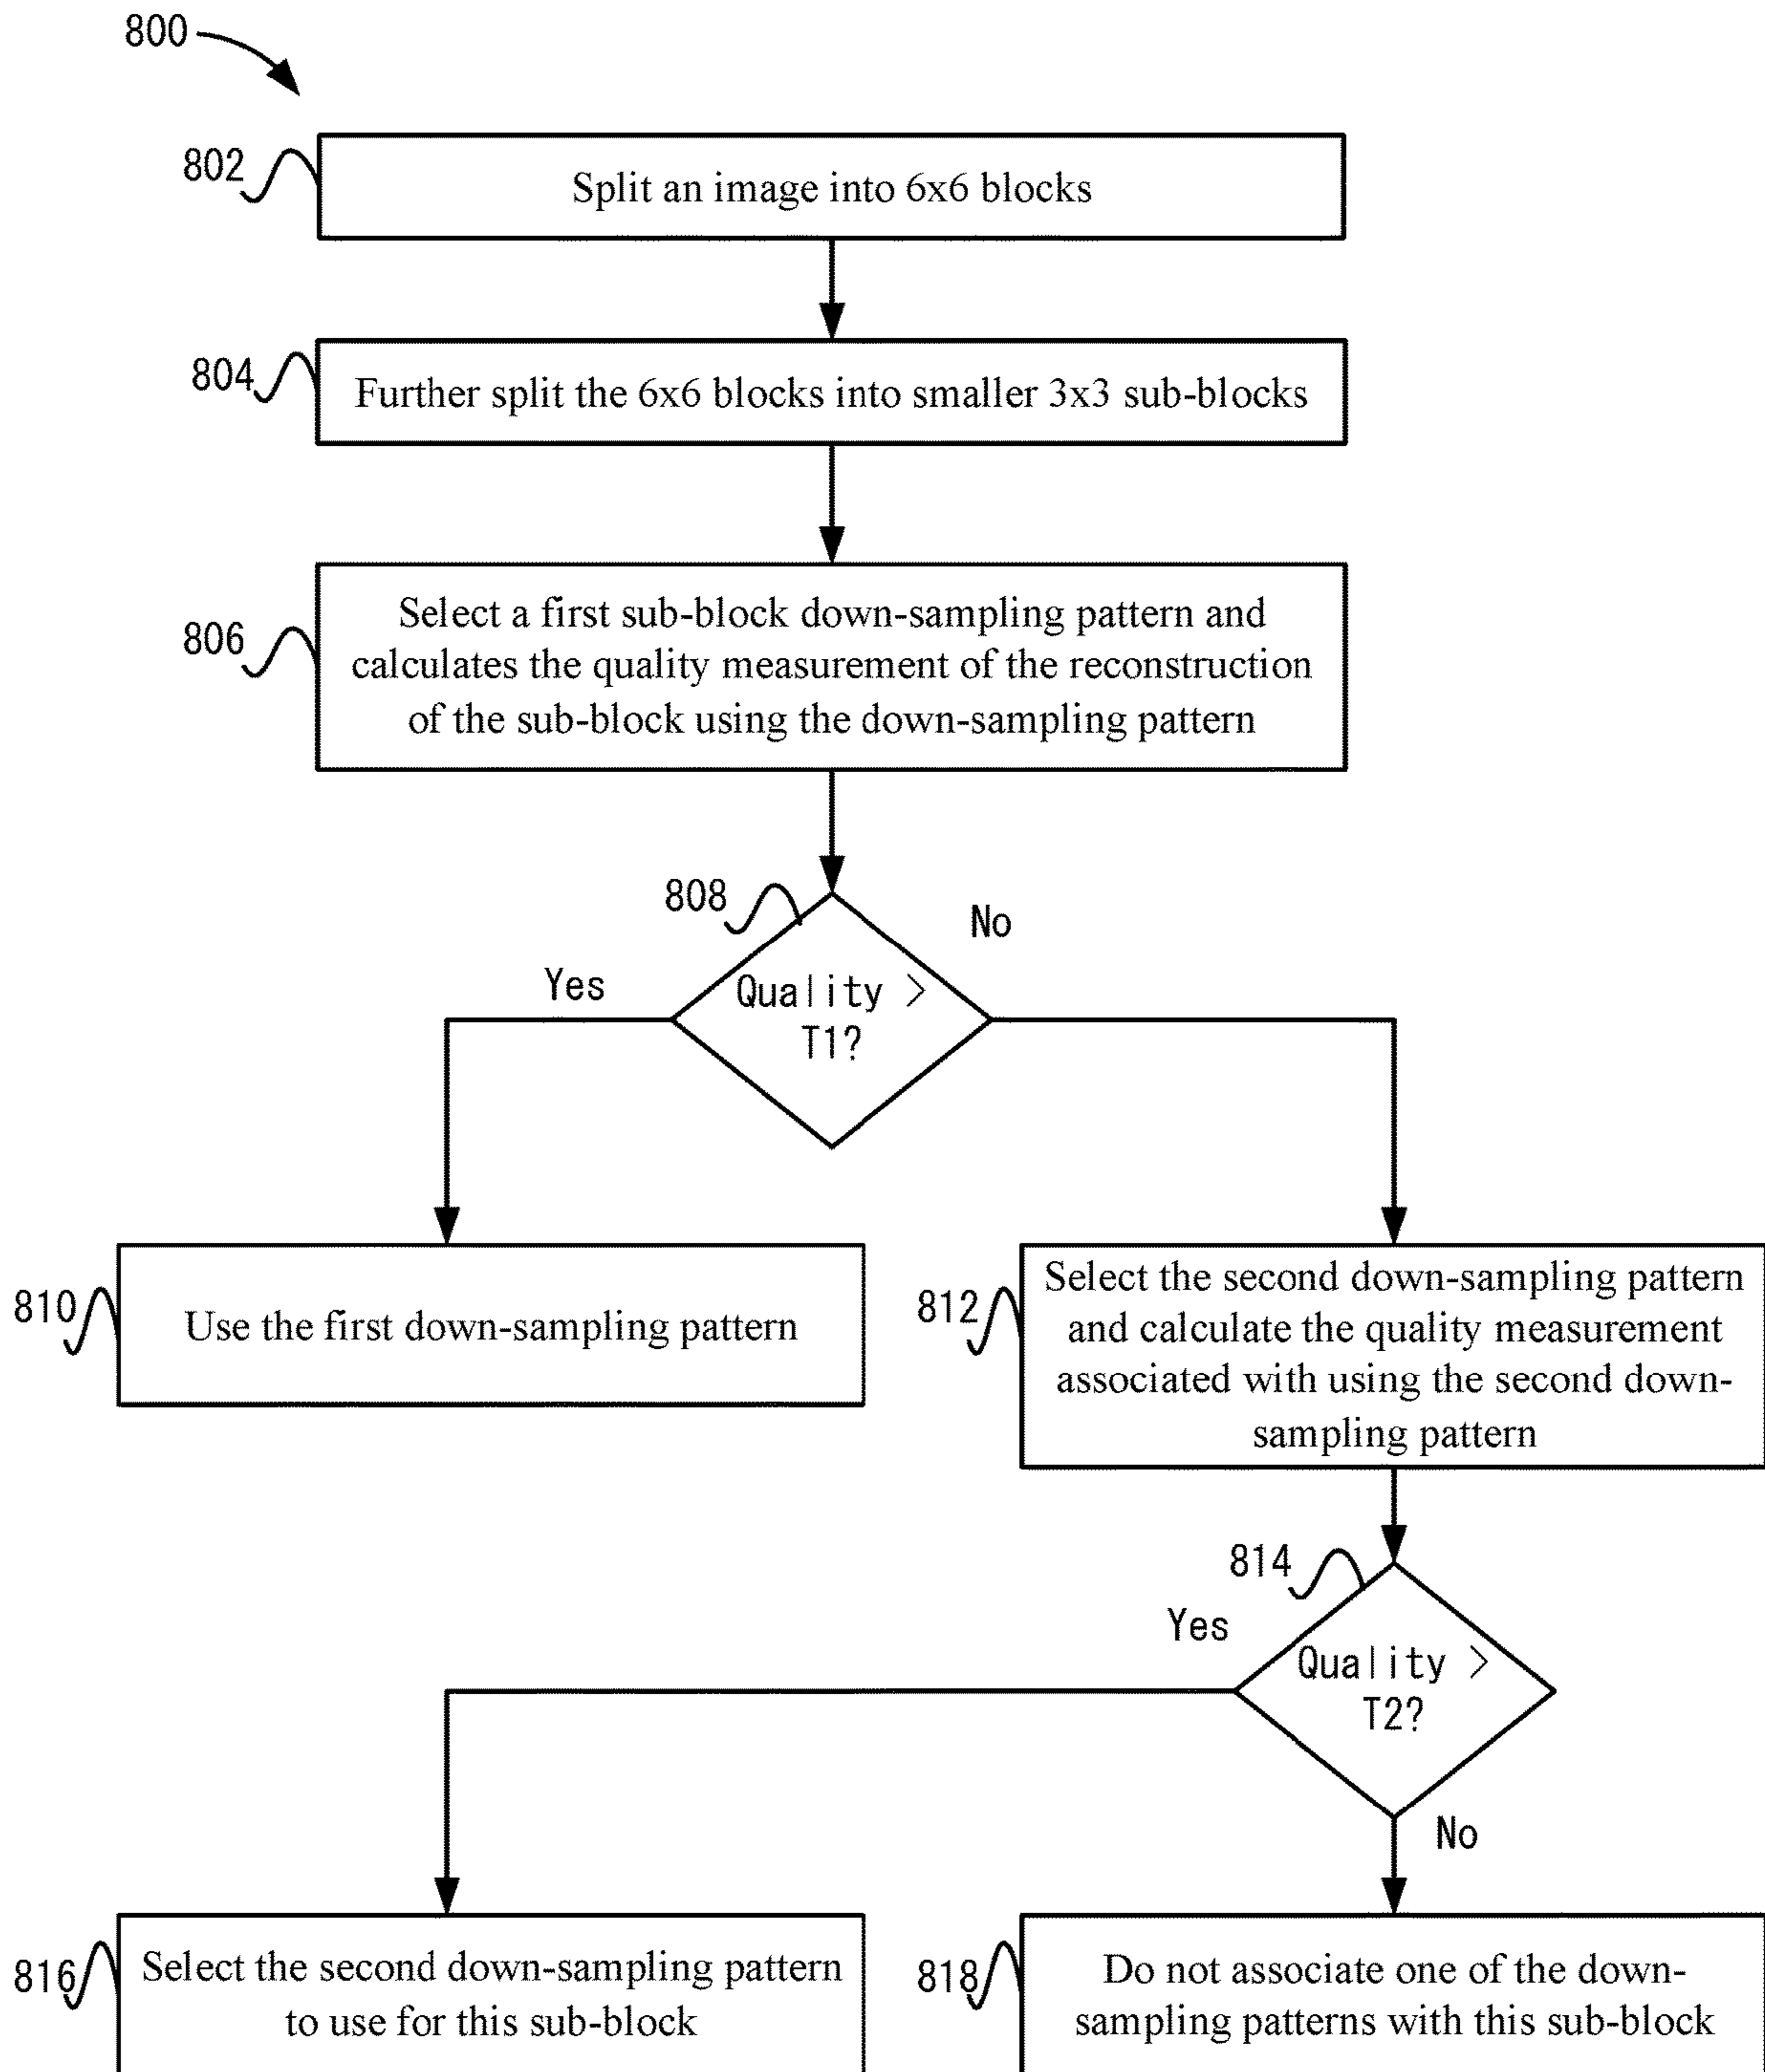 800
802
Split an image into 6x6 blocks
804
Further split the 6x6 blocks into smaller 3x3 sub-blocks
806
Select a first sub-block down-sampling pattern and
calculates the quality measurement of the reconstruction
of the sub-block using the down-sampling pattern
808
No
Yes
Quality >
T1?
810
Use the first down-sampling pattern
812
Select the second down-sampling pattern
and calculate the quality measurement
associated with using the second down-
sampling pattern
814
Yes
Quality >
T2?
No
816
Select the second down-sampling pattern
to use for this sub-block
818
Do not associate one of the down-
sampling patterns with this sub-block